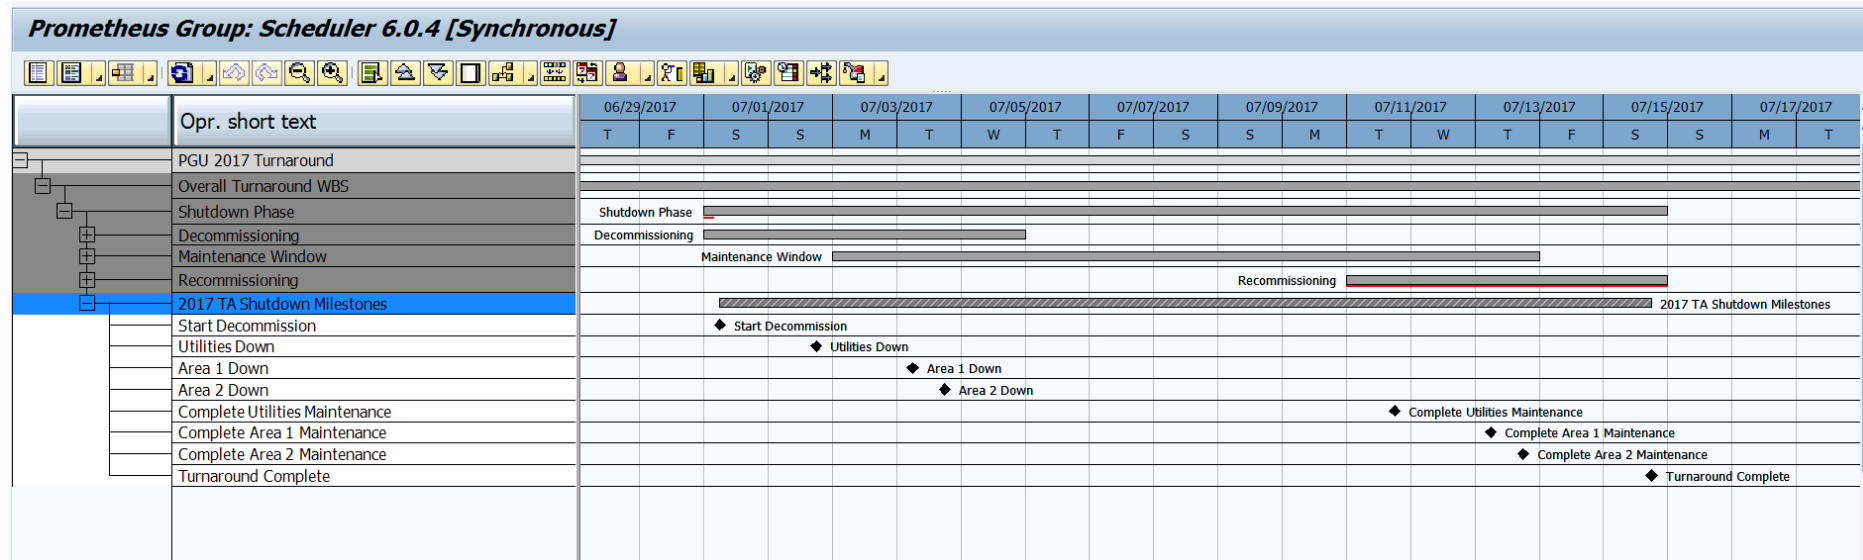 Prometheus Group: Scheduler 6.0.4 [Synchronous]
Opr. short text
06/29/2017 07/01/2017 07/03/2017 07/05/2017 07/07/2017 07/09/2017 07/11/2017 07/13/2017 07/15/2017 07/17/2017
T F S S M T W T F S S M T W T F S S M T
PGU 2017 Turnaround
Overall Turnaround WBS
Shutdown Phase Shutdown Phase
Decommissioning Decommissioning
Maintenance Window Maintenance Window
Recommissioning Recommissioning
2017 TA Shutdown Milestones 2017 TA Shutdown Milestones
Start Decommission Start Decommission
Utilities Down Utilities Down
Area 1 Down Area 1 Down
Area 2 Down Area 2 Down
Complete Utilities Maintenance Complete Utilities Maintenance
Complete Area 1 Maintenance Complete Area 1 Maintenance
Complete Area 2 Maintenance Complete Area 2 Maintenance
Turnaround Complete Turnaround Complete